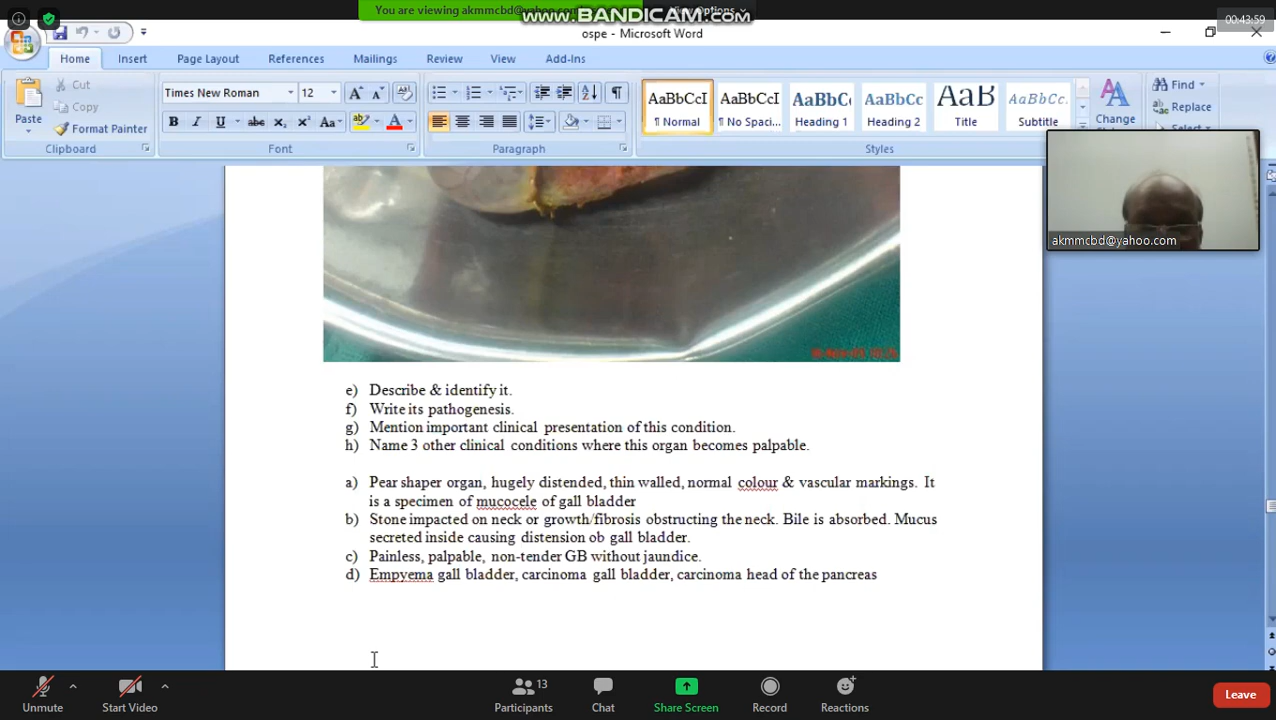 You are viewing akmmcbd@yahoo.com
View Options
www.BANDICAM.com
00:43:59
ospe - Microsoft Word
Home Insert Page Layout References Mailings Review View Add-Ins
Paste
Cut
Copy
Format Painter
Clipboard
Times New Roman 12
Font
Paragraph
AaBbCcI AaBbCcI AaBbC AaBbCc AaB AaBbCc.
¶ Normal ¶ No Spaci... Heading 1 Heading 2 Title Subtitle
Change
Styles
Find
Replace
Select
akmmcbd@yahoo.com
e) Describe & identify it.
f) Write its pathogenesis.
g) Mention important clinical presentation of this condition.
h) Name 3 other clinical conditions where this organ becomes palpable.
a) Pear shaper organ, hugely distended, thin walled, normal colour & vascular markings. It
is a specimen of mucocele of gall bladder
b) Stone impacted on neck or growth/fibrosis obstructing the neck. Bile is absorbed. Mucus
secreted inside causing distension ob gall bladder.
c) Painless, palpable, non-tender GB without jaundice.
d) Empyema gall bladder, carcinoma gall bladder, carcinoma head of the pancreas
Unmute
Start Video
13
Participants
Chat
Share Screen
Record
Reactions
Leave